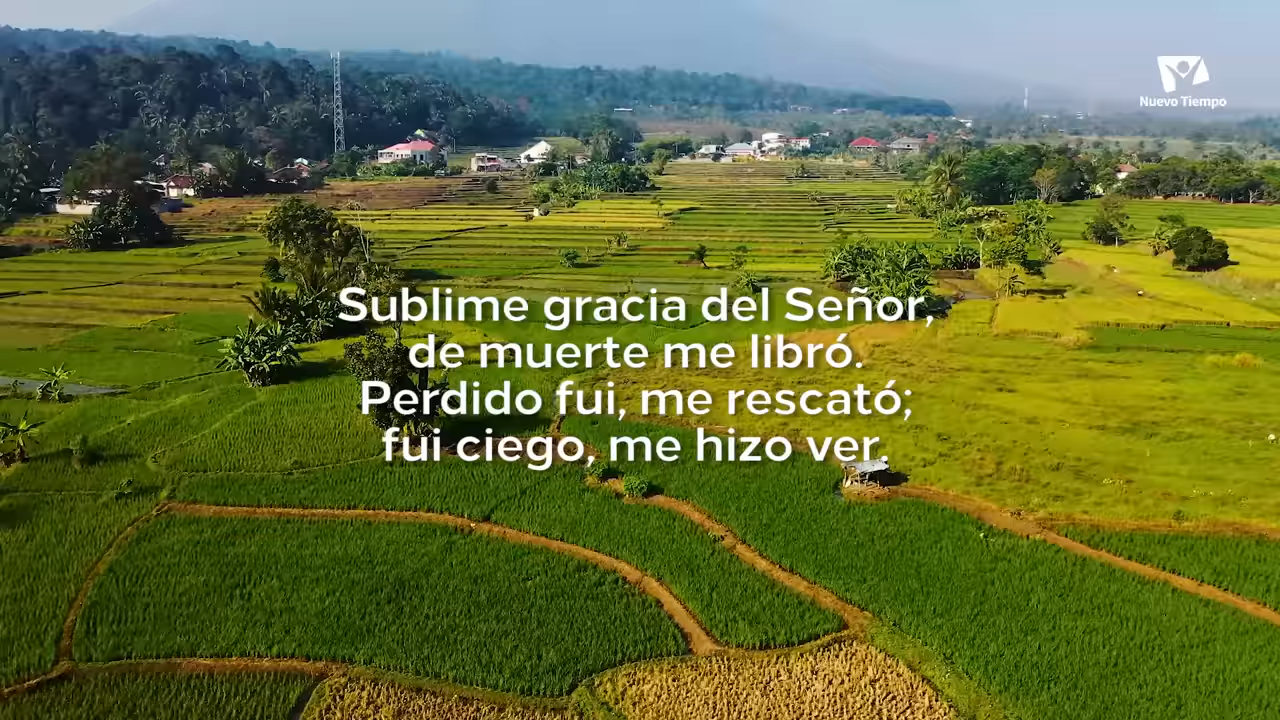 Nuevo Tiempo
Sublime gracia del Señor,
de muerte me libró.
Perdido fui, me rescató;
fui ciego, me hizo ver.